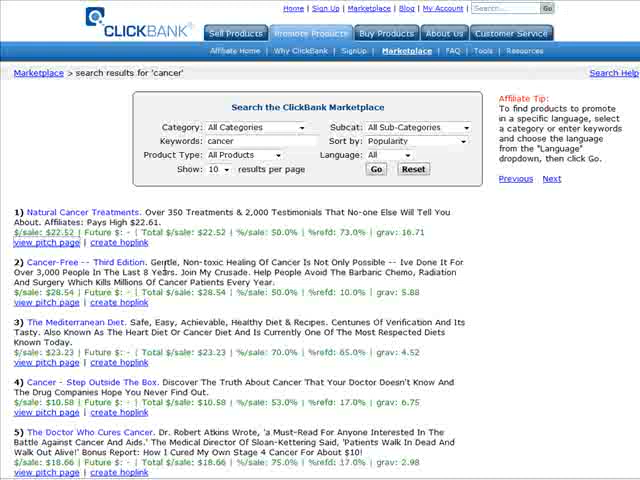 Home | Sign Up | Marketplace | Blog | My Account | Search... Go
CLICKBANK
Sell Products Promote Products Buy Products About Us Customer Service
Affiliate Home Why ClickBank SignUp Marketplace FAQ Tools Resources
Marketplace > search results for 'cancer'
Search Help
Search the ClickBank Marketplace
Category: All Categories Subcat: All Sub-Categories
Keywords: cancer Sort by: Popularity
Product Type: All Products Language: All
Show: 10 results per page Go Reset
Affiliate Tip:
To find products to promote
in a specific language, select
a category or enter keywords
and choose the language
from the "Language"
dropdown, then click Go.
Previous Next
1) Natural Cancer Treatments. Over 350 Treatments & 2,000 Testimonials That No-one Else Will Tell You
About. Affiliates: Pays High $22.61.
$/sale: $22.52 | Future $: - | Total $/sale: $22.52 | %/sale: 50.0% | %refd: 73.0% | grav: 16.71
view pitch page | create hoplink
2) Cancer-Free -- Third Edition. Gentle, Non-toxic Healing Of Cancer Is Not Only Possible -- Ive Done It For
Over 3,000 People In The Last 8 Years. Join My Crusade. Help People Avoid The Barbaric Chemo, Radiation
And Surgery Which Kills Millions Of Cancer Patients Every Year.
$/sale: $28.54 | Future $: - | Total $/sale: $28.54 | %/sale: 50.0% | %refd: 10.0% | grav: 5.88
view pitch page | create hoplink
3) The Mediterranean Diet. Safe, Easy, Achievable, Healthy Diet & Recipes. Centunes Of Verification And Its
Tasty. Also Known As The Heart Diet Or Cancer Diet And Is Currently One Of The Most Respected Diets
Known Today.
$/sale: $23.23 | Future $: - | Total $/sale: $23.23 | %/sale: 70.0% | %refd: 65.0% | grav: 4.52
view pitch page | create hoplink
4) Cancer - Step Outside The Box. Discover The Truth About Cancer That Your Doctor Doesn't Know And
The Drug Companies Hope You Never Find Out.
$/sale: $10.58 | Future $: - | Total $/sale: $10.58 | %/sale: 53.0% | %refd: 17.0% | grav: 6.75
view pitch page | create hoplink
5) The Doctor Who Cures Cancer. Dr. Robert Atkins Wrote, 'a Must-Read For Anyone Interested In The
Battle Against Cancer And Aids.' The Medical Director Of Sloan-Kettering Said, 'Patients Walk In Dead And
Walk Out Alive!' Bonus Report: How I Cured My Own Stage 4 Cancer For About $10!
$/sale: $18.66 | Future $: - | Total $/sale: $18.66 | %/sale: 75.0% | %refd: 17.0% | grav: 2.98
view pitch page | create hoplink